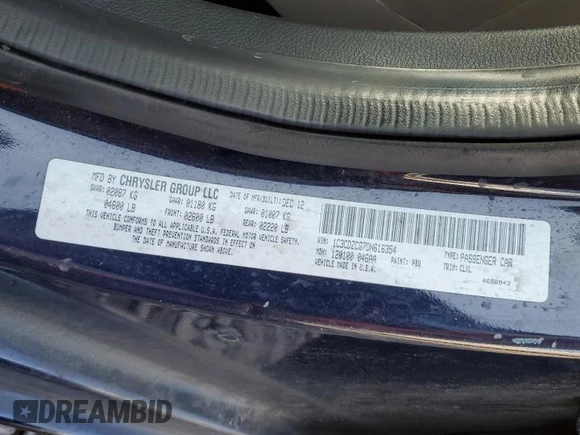 MFD BY CHRYSLER GROUP LLC DATE OF MFR(BUILT): DEC-12
GVWR: 02087 KG GAWR: 01180 KG GAWR: 01007 KG
04600 LB FRONT: 02600 LB REAR: 02220 LB
THIS VEHICLE CONFORMS TO ALL APPLICABLE U.S.A. FEDERAL MOTOR VEHICLE SAFETY
BUMPER AND THEFT PREVENTION STANDARDS IN EFFECT ON THE DATE OF MANUFACTURE SHOWN
ABOVE.
VIN: 1C3CDZCG7DN616354 TYPE: PASSENGER CAR
MDH: 120100 046AA PAINT: PBU TRIM: CLXL
VEHICLE MADE IN U.S.A. 4658943
DREAMBID